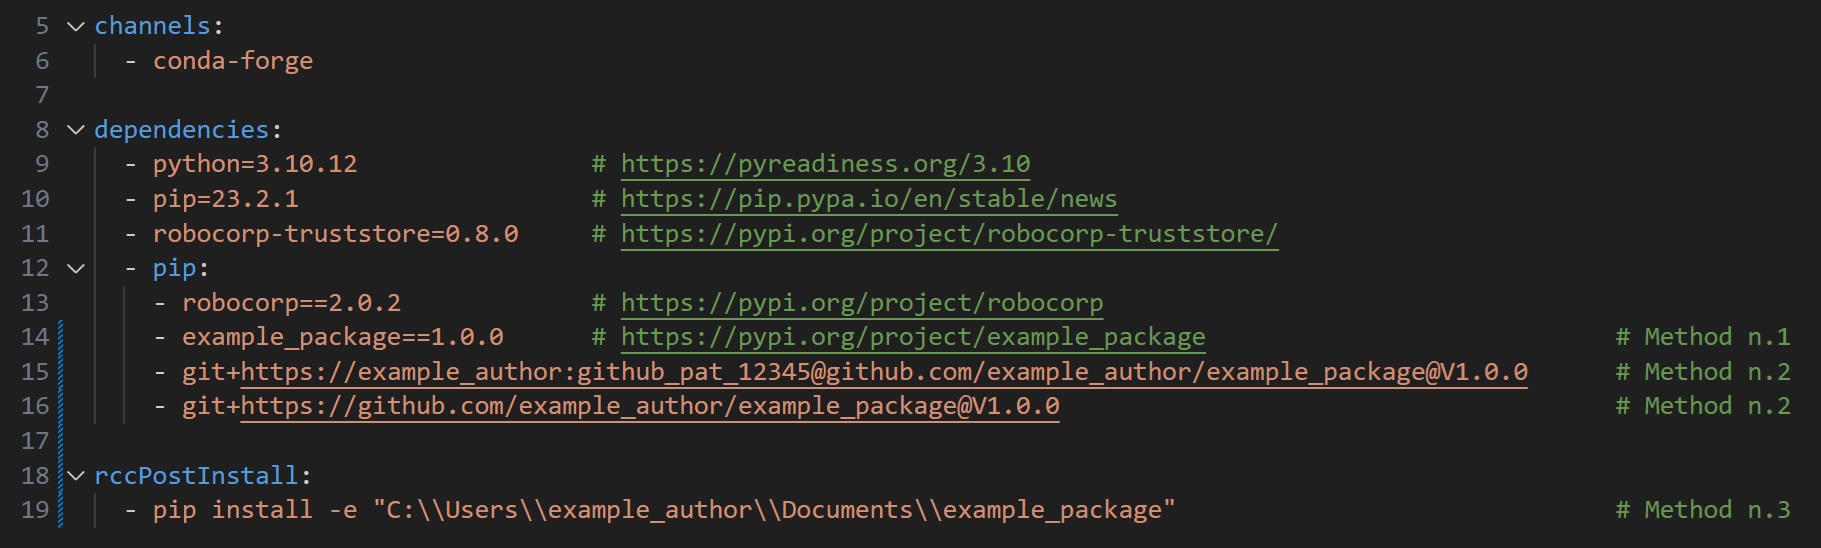 5 channels:
6 - conda-forge
7
8 dependencies:
9 - python=3.10.12 # https://pyreadiness.org/3.10
10 - pip=23.2.1 # https://pip.pypa.io/en/stable/news
11 - robocorp-truststore=0.8.0 # https://pypi.org/project/robocorp-truststore/
12 - pip:
13 - robocorp==2.0.2 # https://pypi.org/project/robocorp
14 - example_package==1.0.0 # https://pypi.org/project/example_package # Method n.1
15 - git+https://example_author:github_pat_12345@github.com/example_author/example_package@V1.0.0 # Method n.2
16 - git+https://github.com/example_author/example_package@V1.0.0 # Method n.2
17
18 rccPostInstall:
19 - pip install -e "C:\\Users\\example_author\\Documents\\example_package" # Method n.3